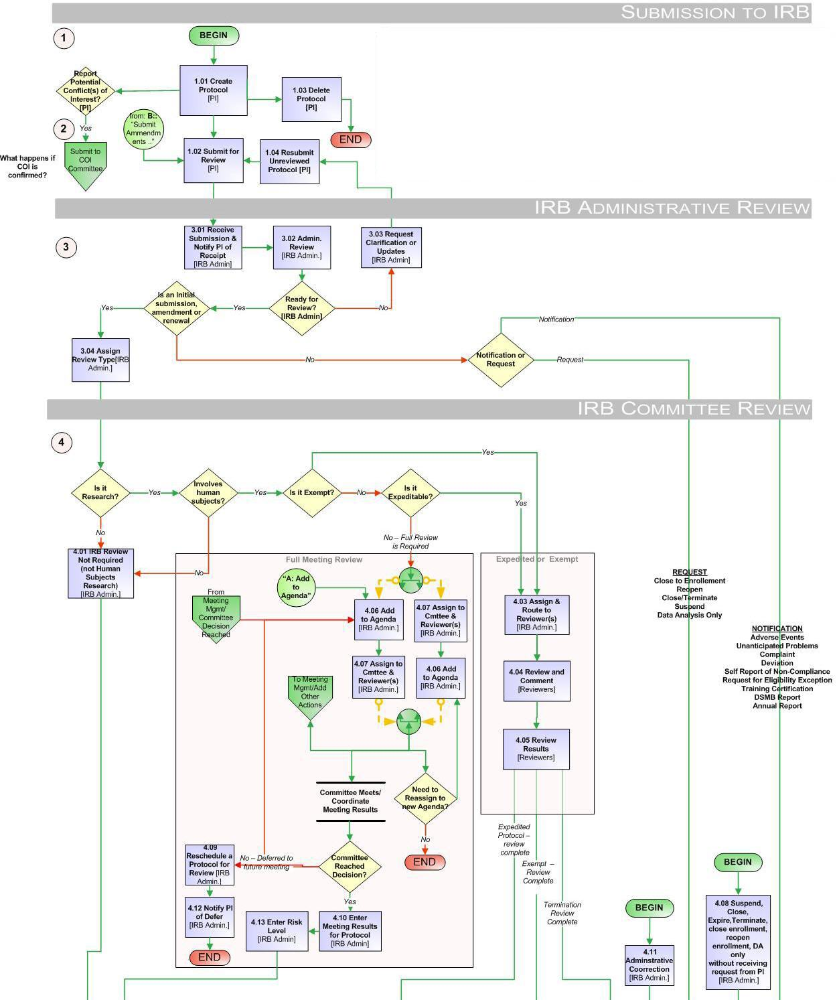 SUBMISSION TO IRB
1
BEGIN
Report
Potential
Conflict(s) of
Interest?
[PI]
1.01 Create
Protocol
[PI]
1.03 Delete
Protocol
[PI]
2
Yes
from: B::
"Submit
Ammendm
ents .."
END
What happens if
COI is
confirmed?
Submit to
COI
Committee
1.02 Submit for
Review
[PI]
1.04 Resubmit
Unreviewed
Protocol [PI]
IRB ADMINISTRATIVE REVIEW
3
3.01 Receive
Submission &
Notify PI of
Receipt
[IRB Admin]
3.02 Admin.
Review
[IRB Admin.]
3.03 Request
Clarification or
Updates
[IRB Admin]
Is an Initial
submission,
amendment or
renewal
Ready for
Review?
[IRB Admin]
Yes
Yes
No
Notification
3.04 Assign
Review Type[IRB
Admin.]
No
Notification or
Request
Request
IRB COMMITTEE REVIEW
4
Yes
Is it
Research?
Yes
Involves
human
subjects?
Yes
Is it Exempt?
No
Is it
Expeditable?
Yes
No
No – Full Review
is Required
4.01 IRB Review
Not Required
(not Human
Subjects
Research)
[IRB Admin.]
No
Full Meeting Review
Expedited or Exempt
"A: Add
to
Agenda"
From
Meeting
Mgmt/
Committee
Decision
Reached
4.06 Add
to Agenda
[IRB Admin.]
4.07 Assign to
Cmttee &
Reviewer(s)
[IRB Admin.]
4.03 Assign &
Route to
Reviewer(s)
[IRB Admin.]
REQUEST
Close to Enrollement
Reopen
Close/Terminate
Suspend
Data Analysis Only
NOTIFICATION
Adverse Events
Unanticipated Problems
Complaint
Deviation
Self Report of Non-Compliance
Request for Eligibility Exception
Training Certification
DSMB Report
Annual Report
4.07 Assign to
Cmttee &
Reviewer(s)
[IRB Admin.]
4.06 Add
to Agenda
[IRB Admin.]
4.04 Review and
Comment
[Reviewers]
To Meeting
Mgmt/Add
Other
Actions
4.05 Review
Results
[Reviewers]
Committee Meets/
Coordinate
Meeting Results
Need to
Reassign to
new Agenda?
No
END
Expedited
Protocol –
review
complete
Exempt –
Review
Complete
Termination
Review
Complete
4.09
Reschedule a
Protocol for
Review [IRB
Admin.]
No – Deferred to
future meeting
Committee
Reached
Decision?
Yes
4.12 Notify PI
of Defer
[IRB Admin.]
END
4.13 Enter Risk
Level
[IRB Admin]
4.10 Enter
Meeting Results
for Protocol
[IRB Admin]
BEGIN
4.11
Adminstrative
Coorrection
[IRB Admin.]
BEGIN
4.08 Suspend,
Close,
Expire,Terminate,
close enrollment,
reopen
enrollment, DA
only
without receiving
request from PI
[IRB Admin.]